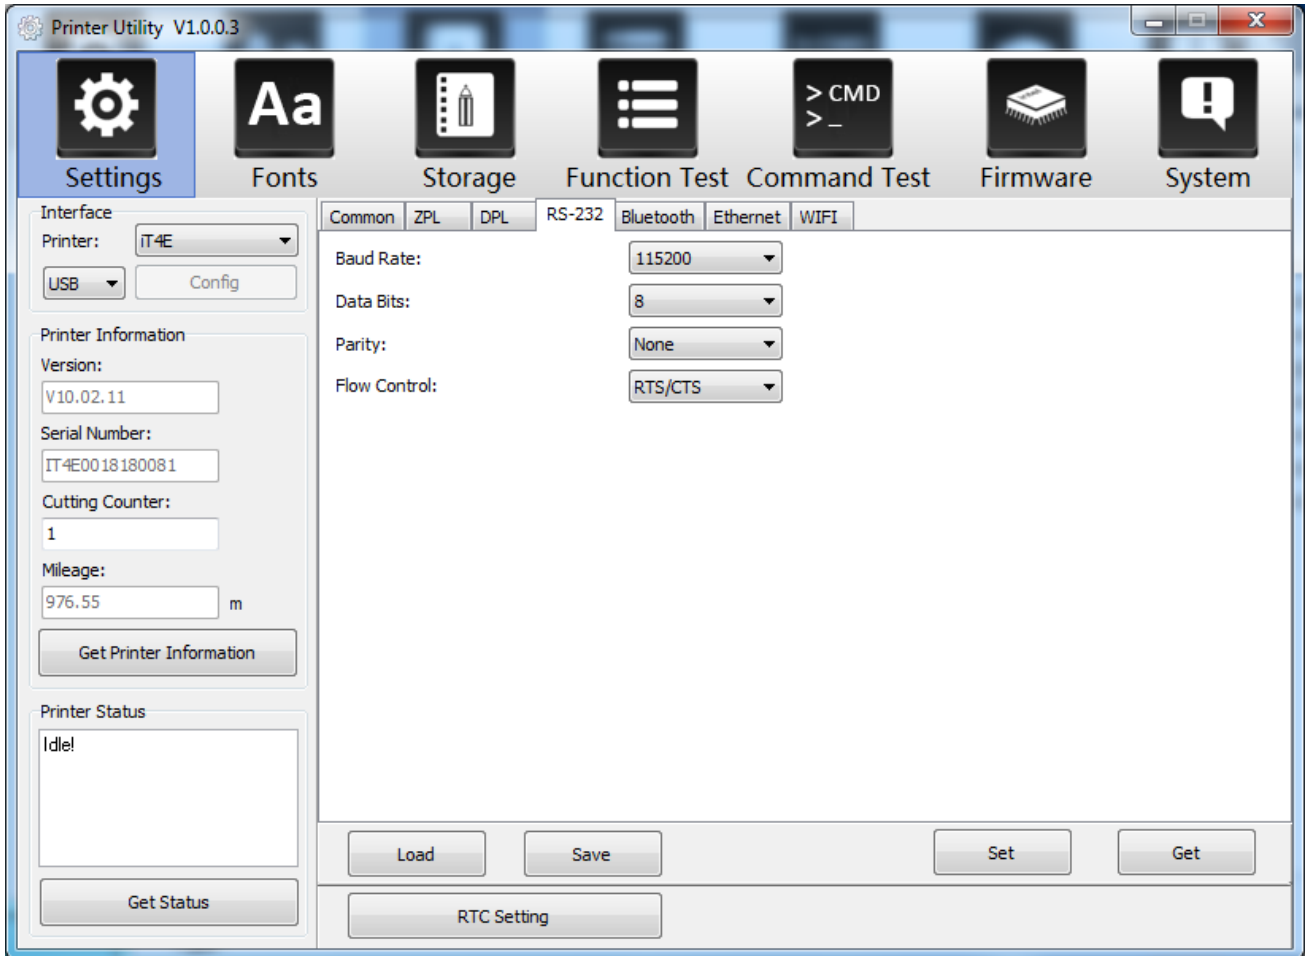 Printer Utility V1.0.0.3
Aa
> CMD
> _
Settings Fonts Storage Function Test Command Test Firmware System
Interface
Printer: iT4E
USB Config
Printer Information
Version:
V10.02.11
Serial Number:
IT4E0018180081
Cutting Counter:
1
Mileage:
976.55 m
Get Printer Information
Printer Status
Idle!
Get Status
Common ZPL DPL RS-232 Bluetooth Ethernet WIFI
Baud Rate: 115200
Data Bits: 8
Parity: None
Flow Control: RTS/CTS
Load Save Set Get
RTC Setting